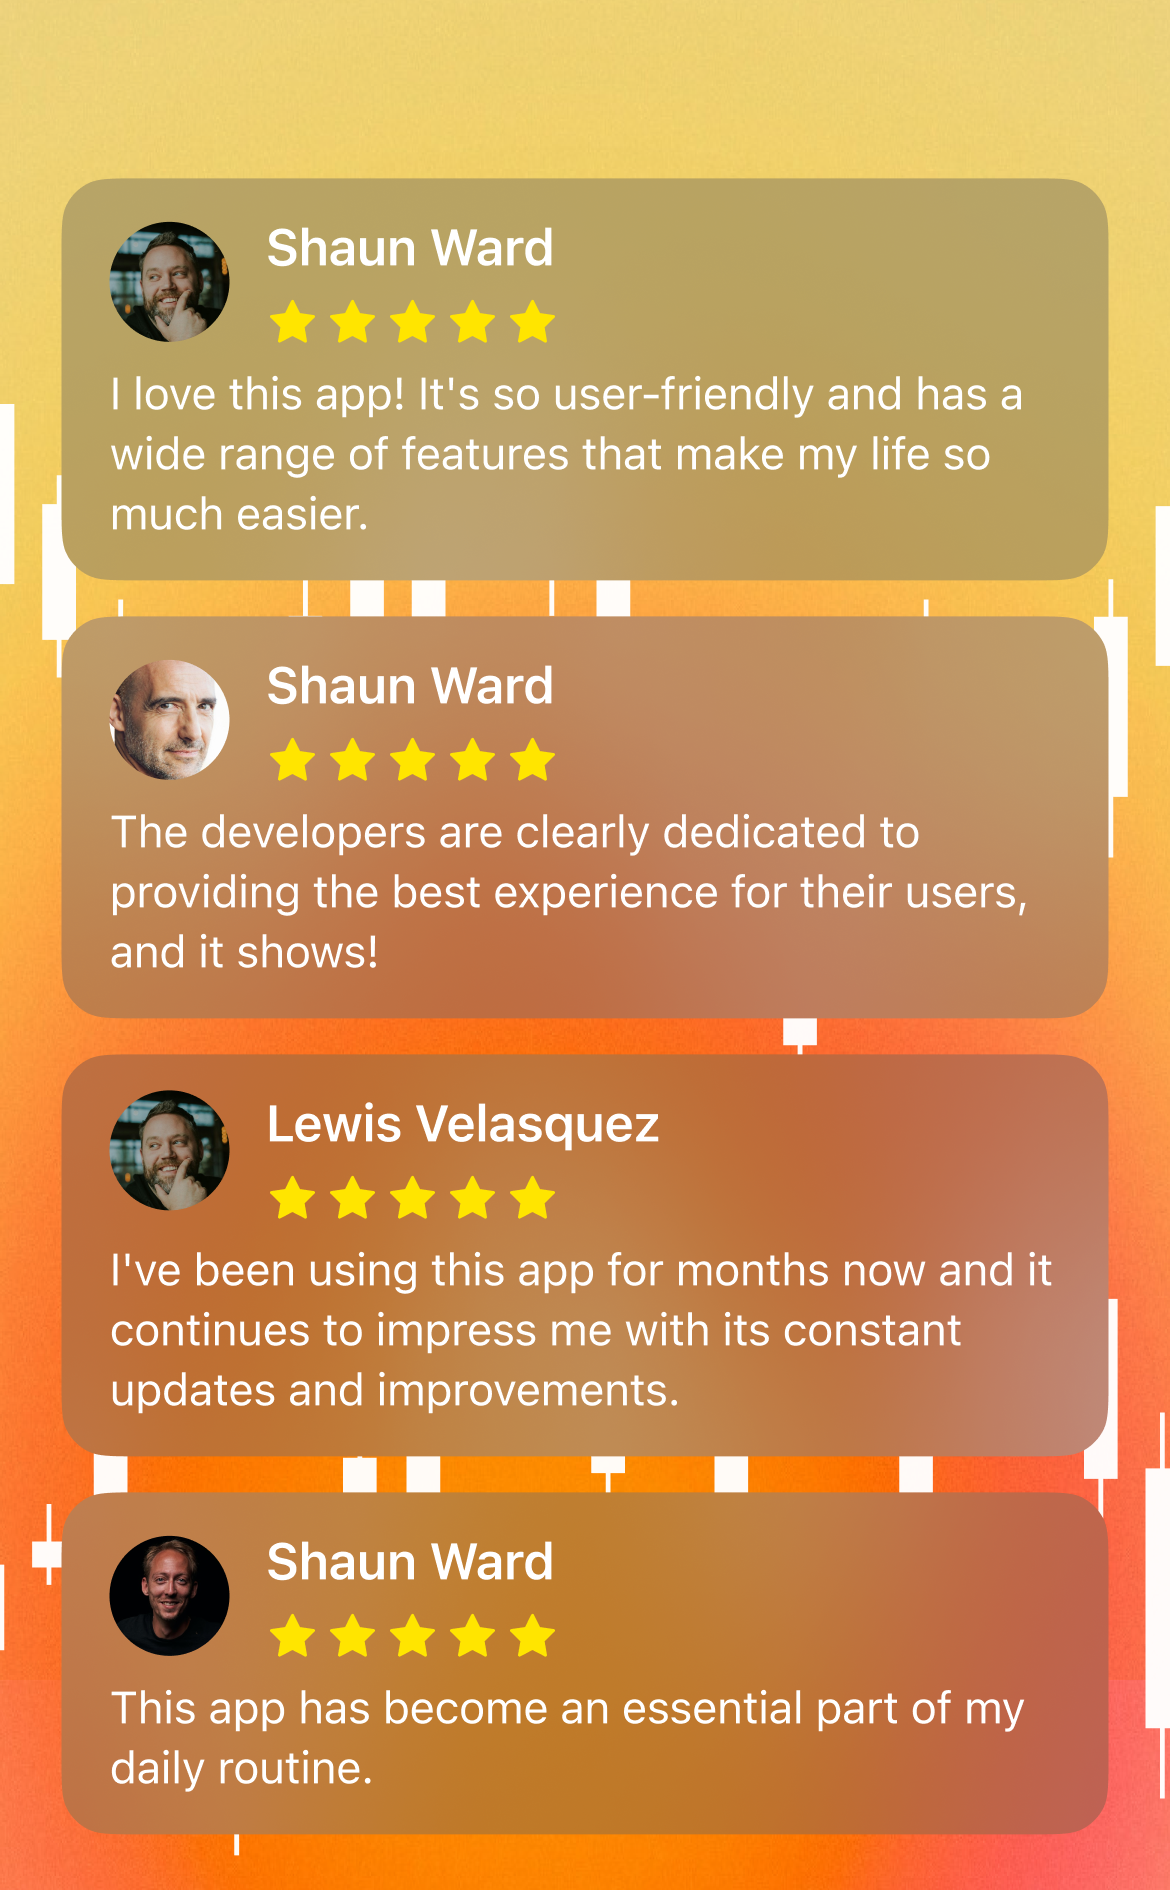 Shaun Ward
I love this app! It's so user-friendly and has a
wide range of features that make my life so
much easier.
Shaun Ward
The developers are clearly dedicated to
providing the best experience for their users,
and it shows!
Lewis Velasquez
I've been using this app for months now and it
continues to impress me with its constant
updates and improvements.
Shaun Ward
This app has become an essential part of my
daily routine.